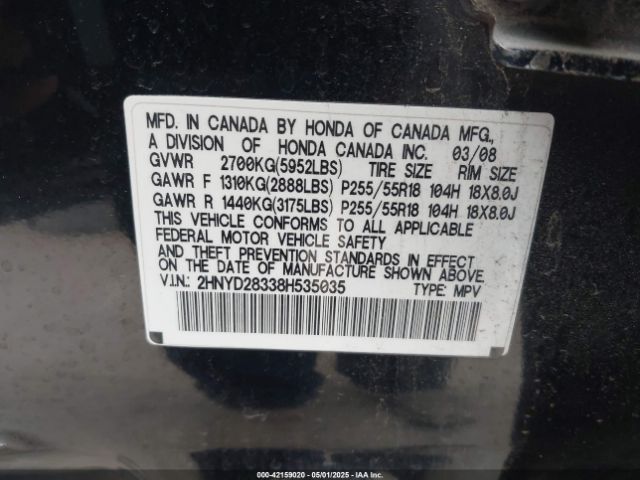 MFD. IN CANADA BY HONDA OF CANADA MFG.,
A DIVISION OF HONDA CANADA INC. 03/08
GVWR 2700KG(5952LBS) TIRE SIZE RIM SIZE
GAWR F 1310KG(2888LBS) P255/55R18 104H 18X8.0J
GAWR R 1440KG(3175LBS) P255/55R18 104H 18X8.0J
THIS VEHICLE CONFORMS TO ALL APPLICABLE
FEDERAL MOTOR VEHICLE SAFETY
AND THEFT PREVENTION STANDARDS IN EFFECT
ON THE DATE OF MANUFACTURE SHOWN ABOVE.
V.I.N.: 2HNYD28338H535035 TYPE: MPV
000-42159020 - 05/01/2025 - IAAI.COM